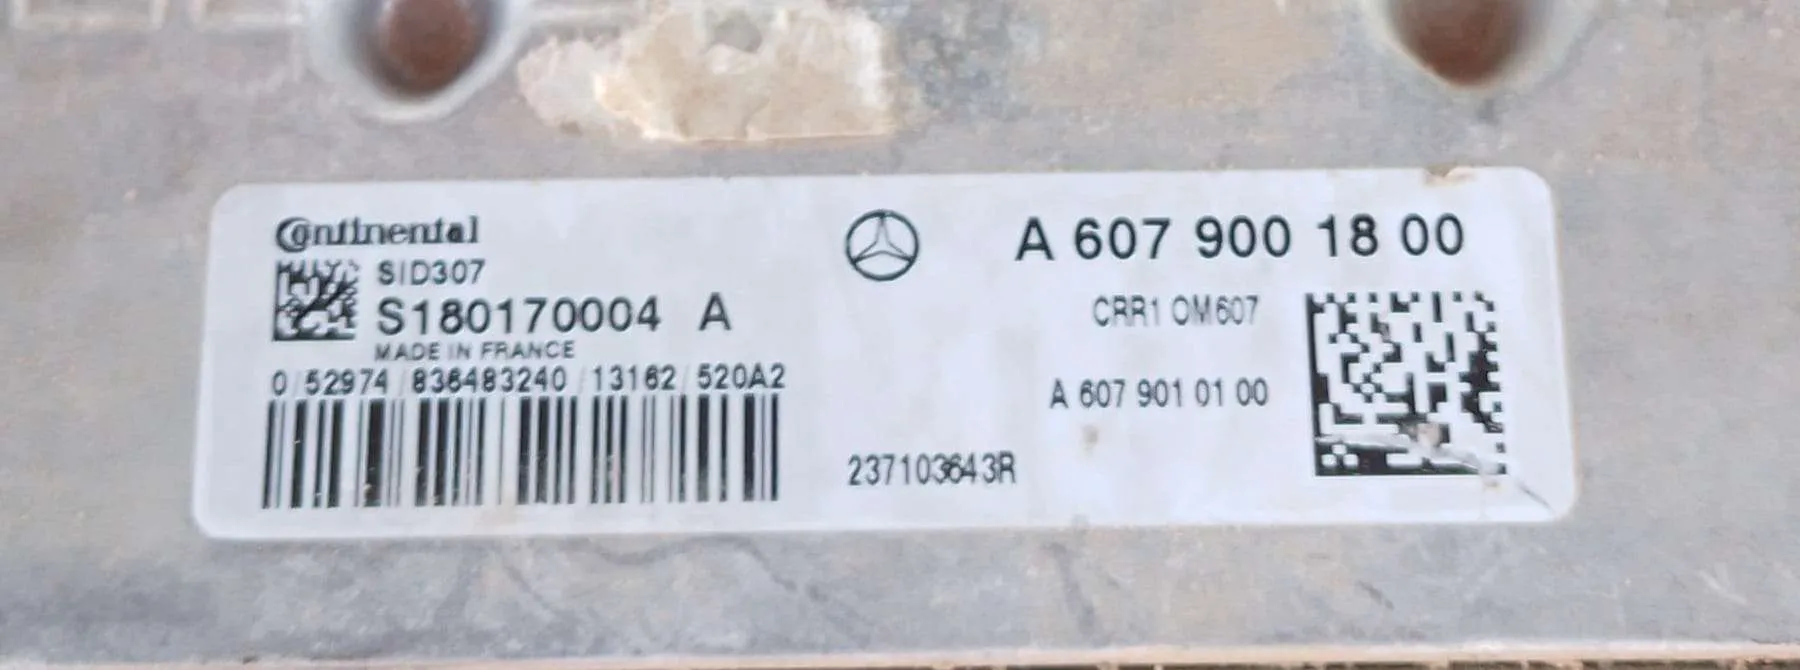 Continental
SID307
S180170004 A
MADE IN FRANCE
0 52974 836483240 13162 520A2
A 607 900 18 00
CRR1 OM607
A 607 901 01 00
237103643R